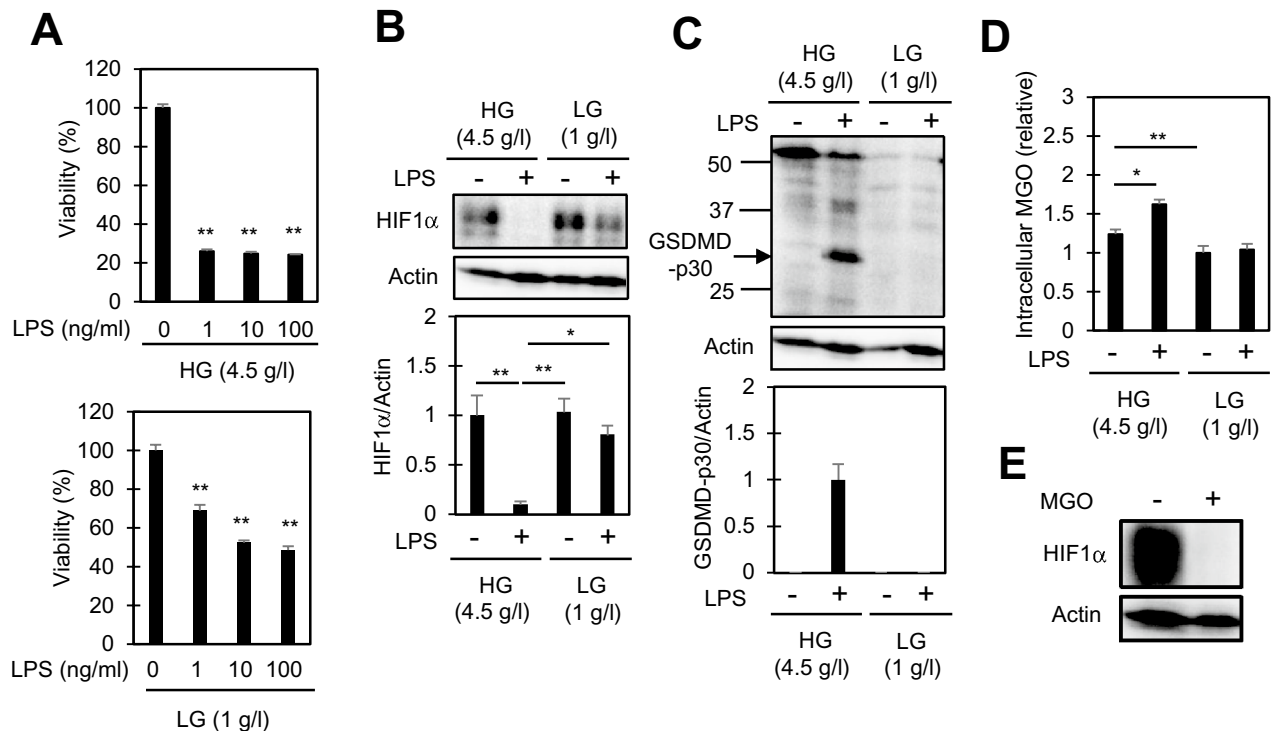 A
120
100
80
60
40
20
0
Viability (%)
** ** **
LPS (ng/ml) 0 1 10 100
HG (4.5 g/l)
120
100
80
60
40
20
0
Viability (%)
**
**
**
LPS (ng/ml) 0 1 10 100
LG (1 g/l)
B
HG LG
(4.5 g/l) (1 g/l)
LPS - + - +
HIF1α
Actin
2
1.5
1
0.5
0
HIF1α/Actin
*
** **
LPS - + - +
HG LG
(4.5 g/l) (1 g/l)
C
HG LG
(4.5 g/l) (1 g/l)
LPS - + - +
50
37
GSDMD
-p30
25
Actin
2
1.5
1
0.5
0
GSDMD-p30/Actin
LPS - + - +
HG LG
(4.5 g/l) (1 g/l)
D
3
2.5
2
1.5
1
0.5
0
Intracellular MGO (relative)
**
*
LPS - + - +
HG LG
(4.5 g/l) (1 g/l)
E
MGO - +
HIF1α
Actin